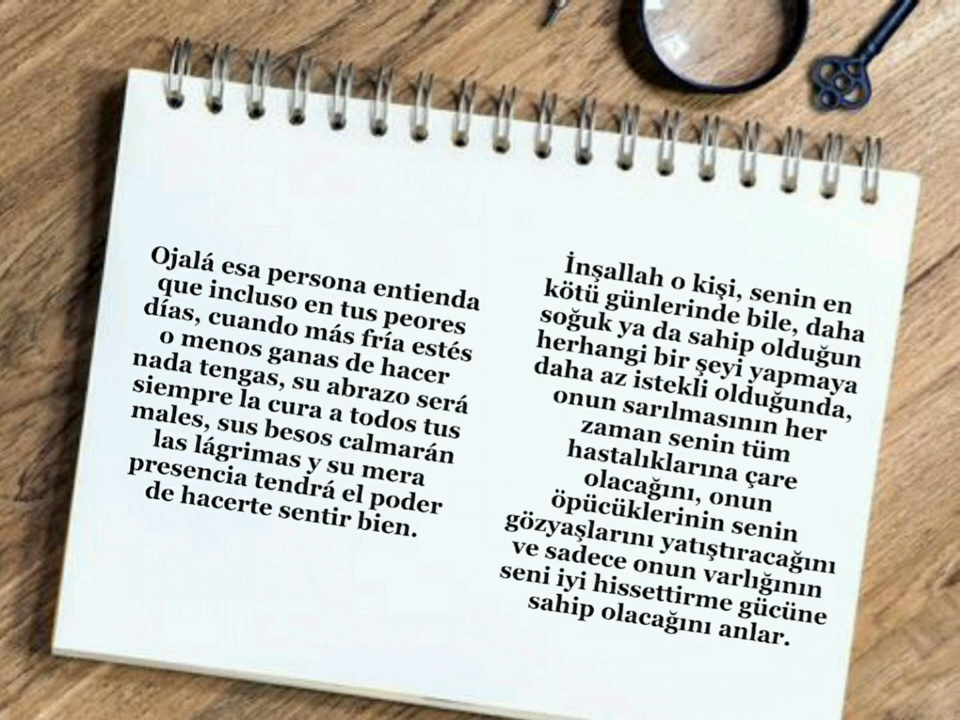 Ojalá esa persona entienda
que incluso en tus peores
días, cuando más fría estés
o menos ganas de hacer
nada tengas, su abrazo será
siempre la cura a todos tus
males, sus besos calmarán
las lágrimas y su mera
presencia tendrá el poder
de hacerte sentir bien.
İnşallah o kişi, senin en
kötü günlerinde bile, daha
soğuk ya da sahip olduğun
herhangi bir şeyi yapmaya
daha az istekli olduğunda,
onun sarılmasının her
zaman senin tüm
hastalıklarına çare
olacağını, onun
öpücüklerinin senin
gözyaşlarını yatıştıracağını
ve sadece onun varlığının
seni iyi hissettirme gücüne
sahip olacağını anlar.